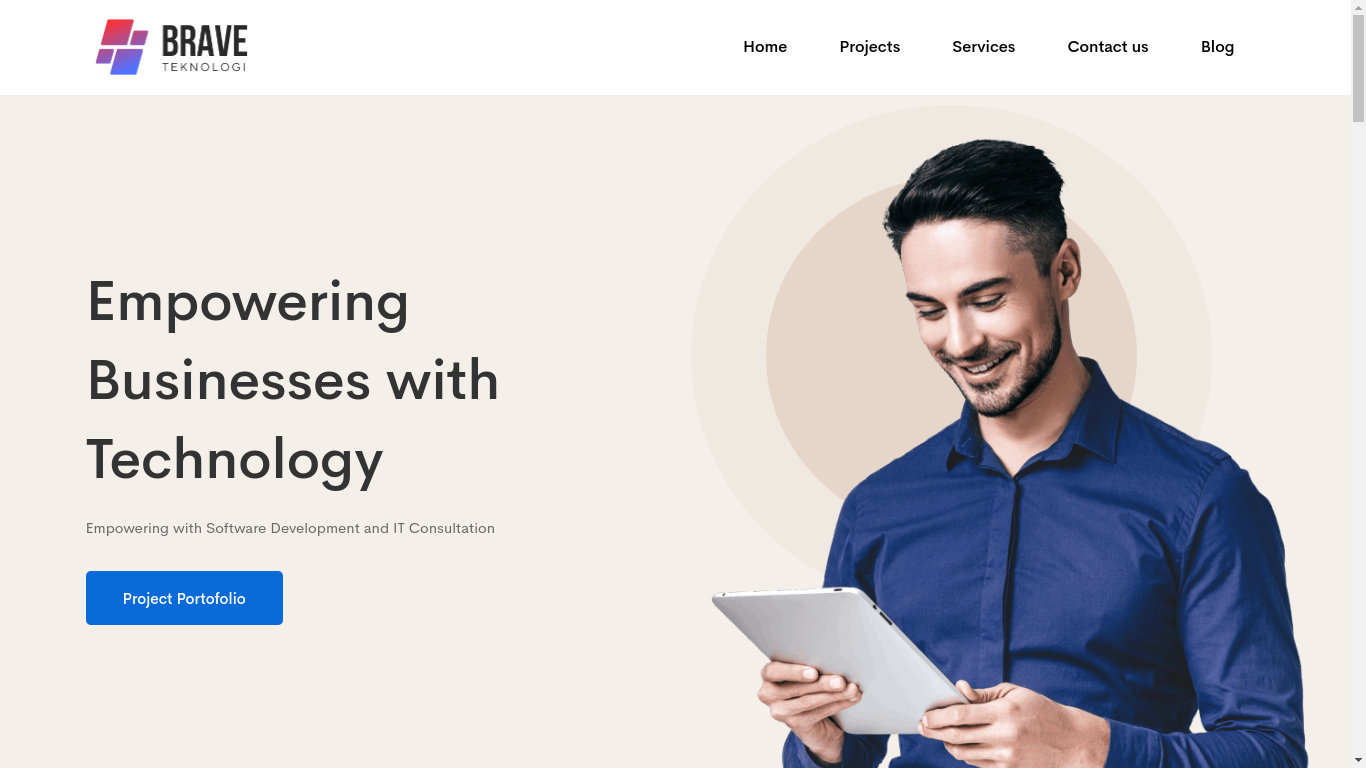 BRAVE
TEKNOLOGI
Home
Projects
Services
Contact us
Blog
Empowering
Businesses with
Technology
Empowering with Software Development and IT Consultation
Project Portofolio